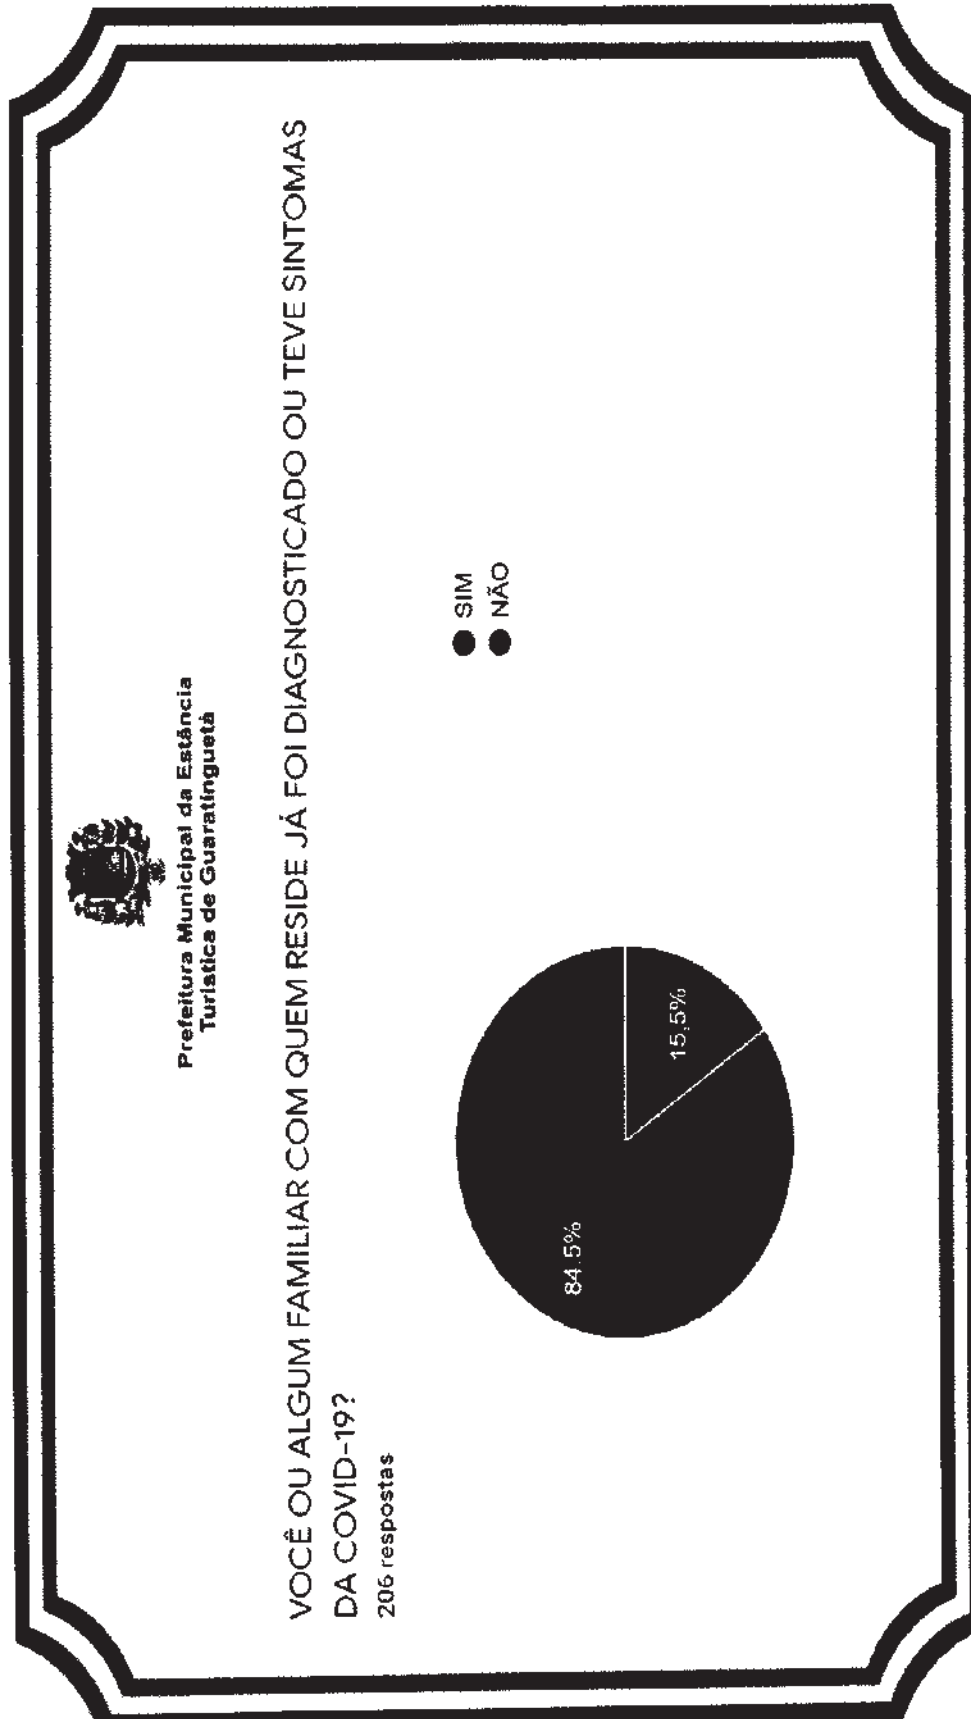 Prefeitura Municipal da Estância
Turística de Guaratinguetá
VOCÊ OU ALGUM FAMILIAR COM QUEM RESIDE JÁ FOI DIAGNOSTICADO OU TEVE SINTOMAS
DA COVID-19?
206 respostas
SIM
NÃO
84.5%
15,5%